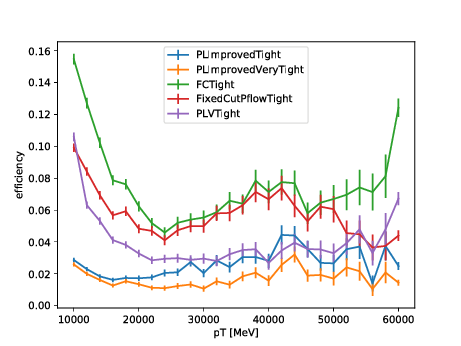 PLImprovedTight
PLImprovedVeryTight
FCTight
FixedCutPflowTight
PLVTight
efficiency
0.16
0.14
0.12
0.10
0.08
0.06
0.04
0.02
0.00
10000 20000 30000 40000 50000 60000
pT [MeV]